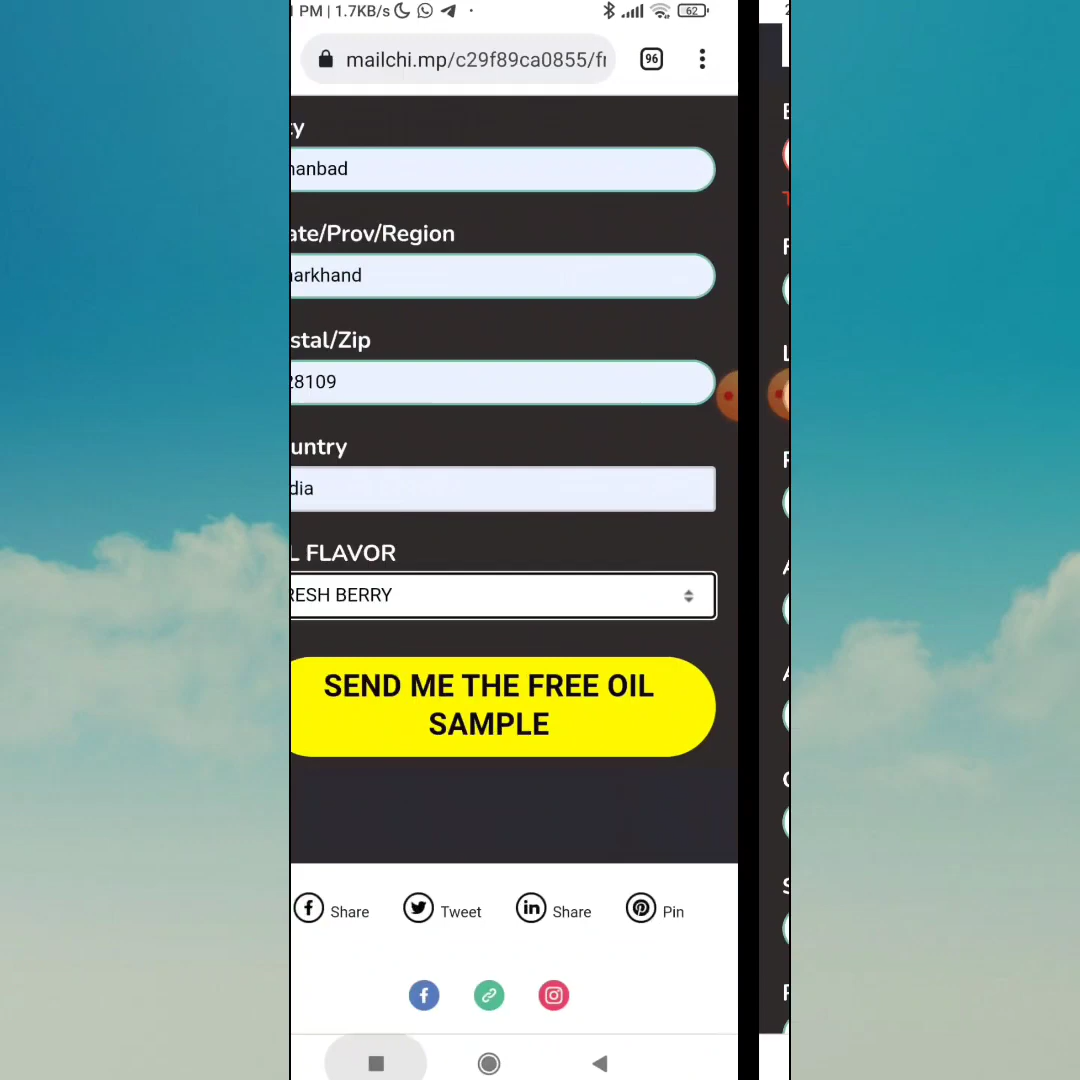 PM | 1.7KB/s 62
mailchi.mp/c29f89ca0855/fr 96
ty
hanbad
ate/Prov/Region
harkhand
stal/Zip
28109
untry
dia
L FLAVOR
RESH BERRY
SEND ME THE FREE OIL
SAMPLE
Share Tweet Share Pin